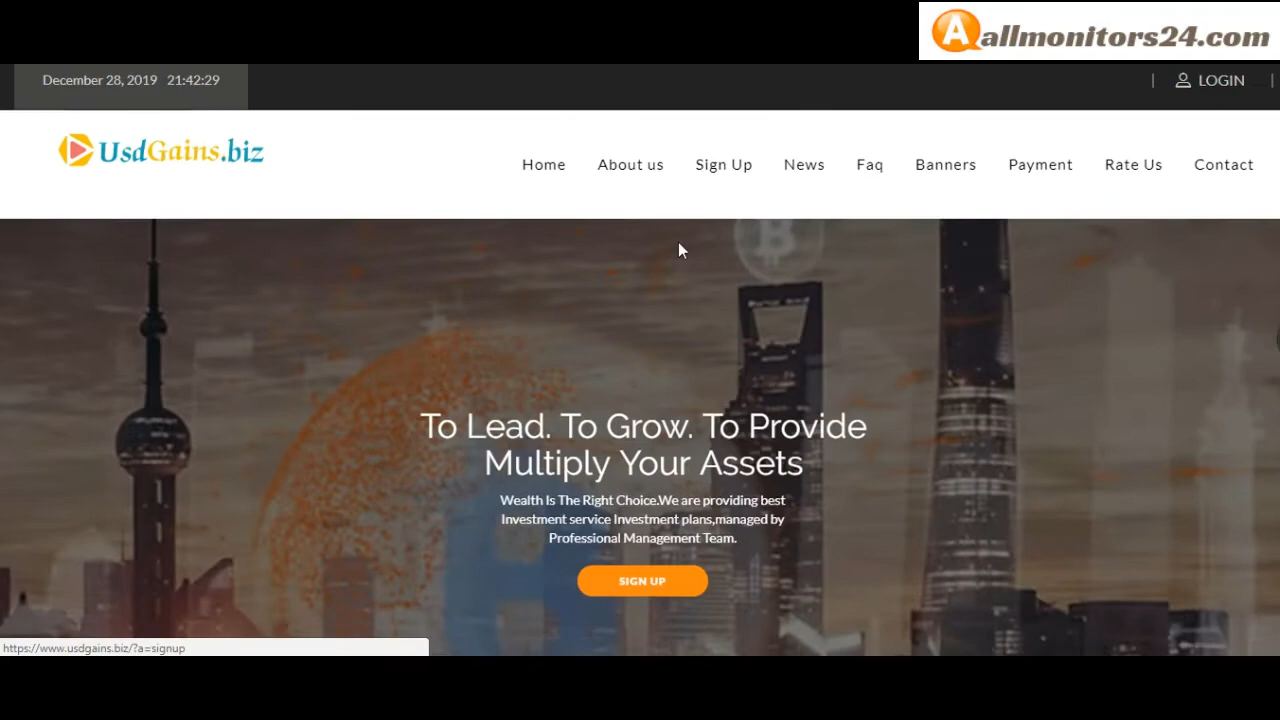 allmonitors24.com
December 28, 2019 21:42:29
LOGIN
UsdGains.biz
Home About us Sign Up News Faq Banners Payment Rate Us Contact
To Lead. To Grow. To Provide
Multiply Your Assets
Wealth Is The Right Choice.We are providing best
Investment service Investment plans,managed by
Professional Management Team.
SIGN UP
https://www.usdgains.biz/?a=signup